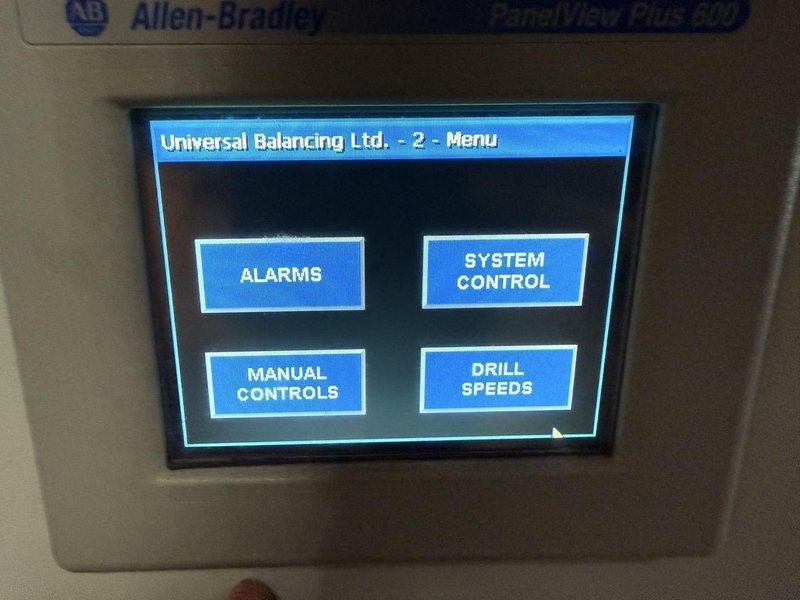 AB Allen-Bradley PanelView Plus 600
Universal Balancing Ltd. - 2 - Menu
ALARMS
SYSTEM
CONTROL
MANUAL
CONTROLS
DRILL
SPEEDS